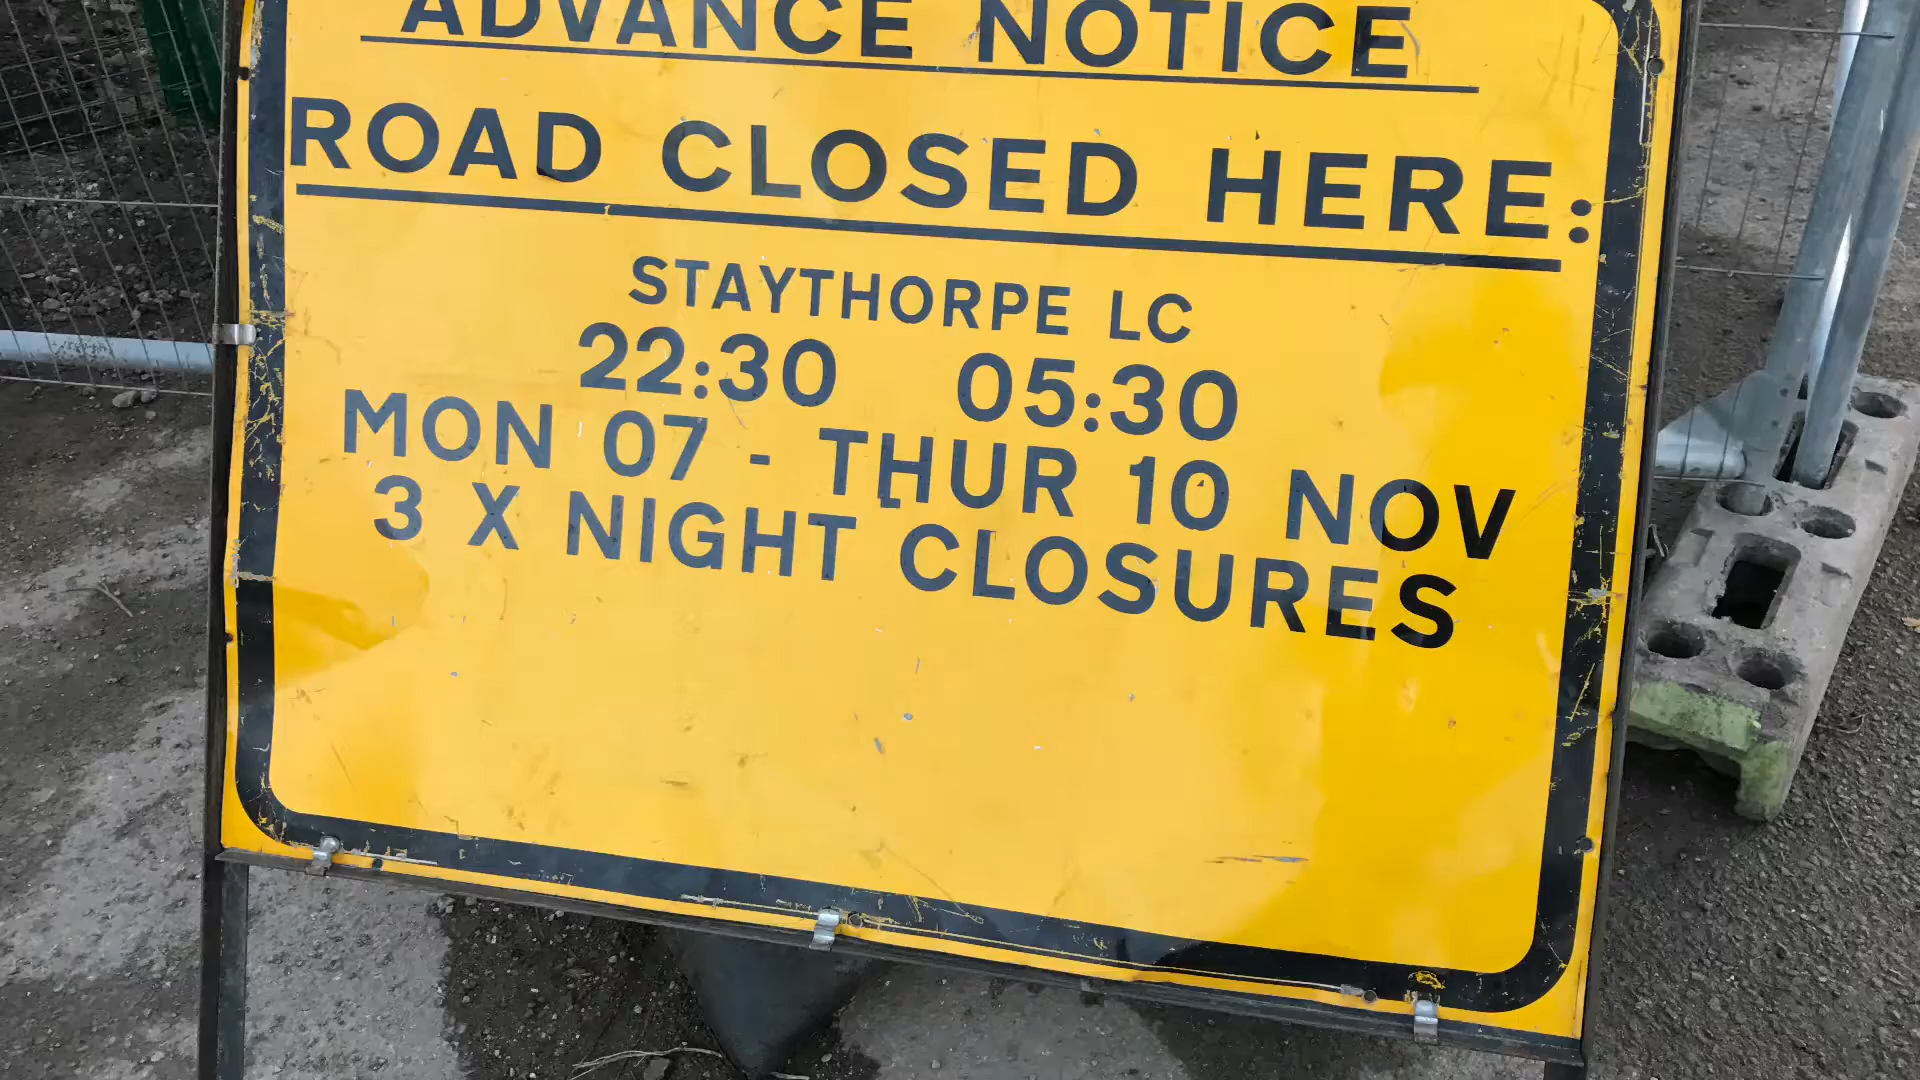 ADVANCE NOTICE
ROAD CLOSED HERE:
STAYTHORPE LC
22:30 05:30
MON 07 - THUR 10 NOV
3 X NIGHT CLOSURES